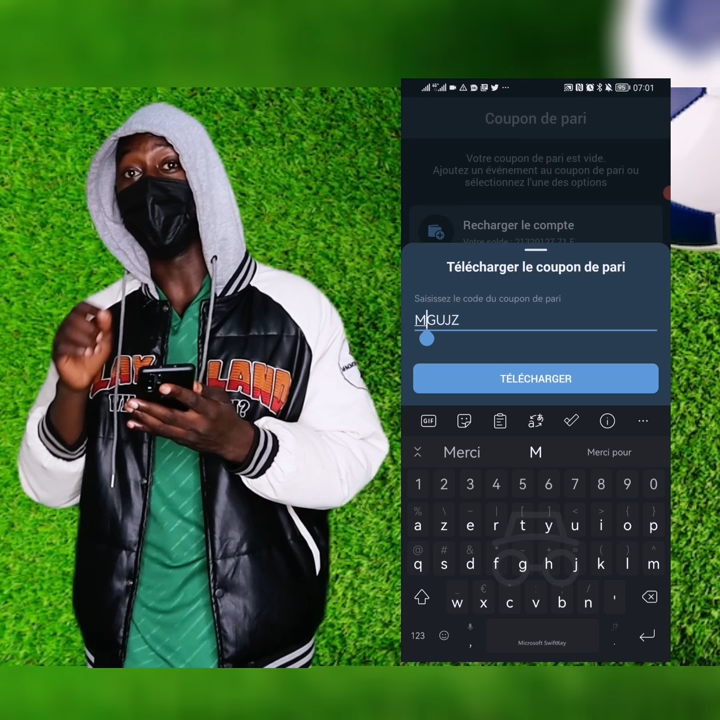 LAY LAND
07:01
Coupon de pari
Votre coupon de pari est vide.
Ajoutez un événement au coupon de pari ou
sélectionnez l'une des options
Recharger le compte
Télécharger le coupon de pari
Saisissez le code du coupon de pari
MGUJZ
TÉLÉCHARGER
GIF
Merci M Merci pour
1 2 3 4 5 6 7 8 9 0
a z e r t y u i o p
q s d f g h j k l m
w x c v b n '
123 , Microsoft SwiftKey .